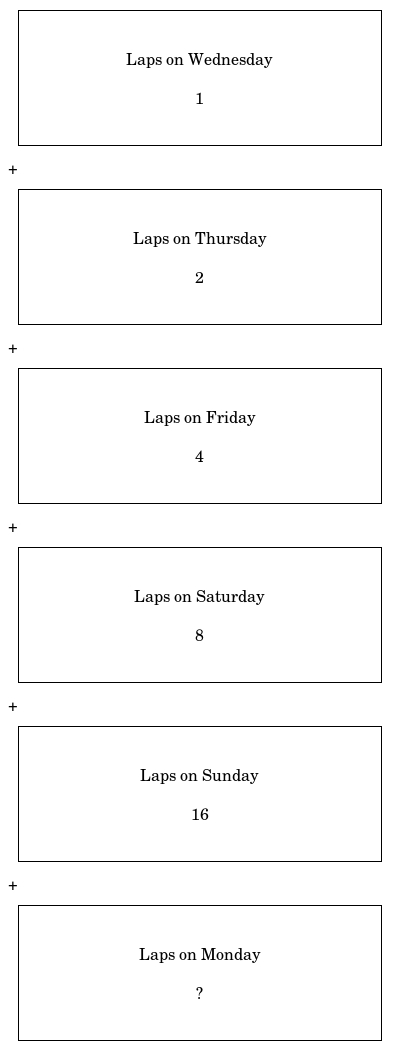 Laps on Wednesday
1
+
Laps on Thursday
2
+
Laps on Friday
4
+
Laps on Saturday
8
+
Laps on Sunday
16
+
Laps on Monday
?